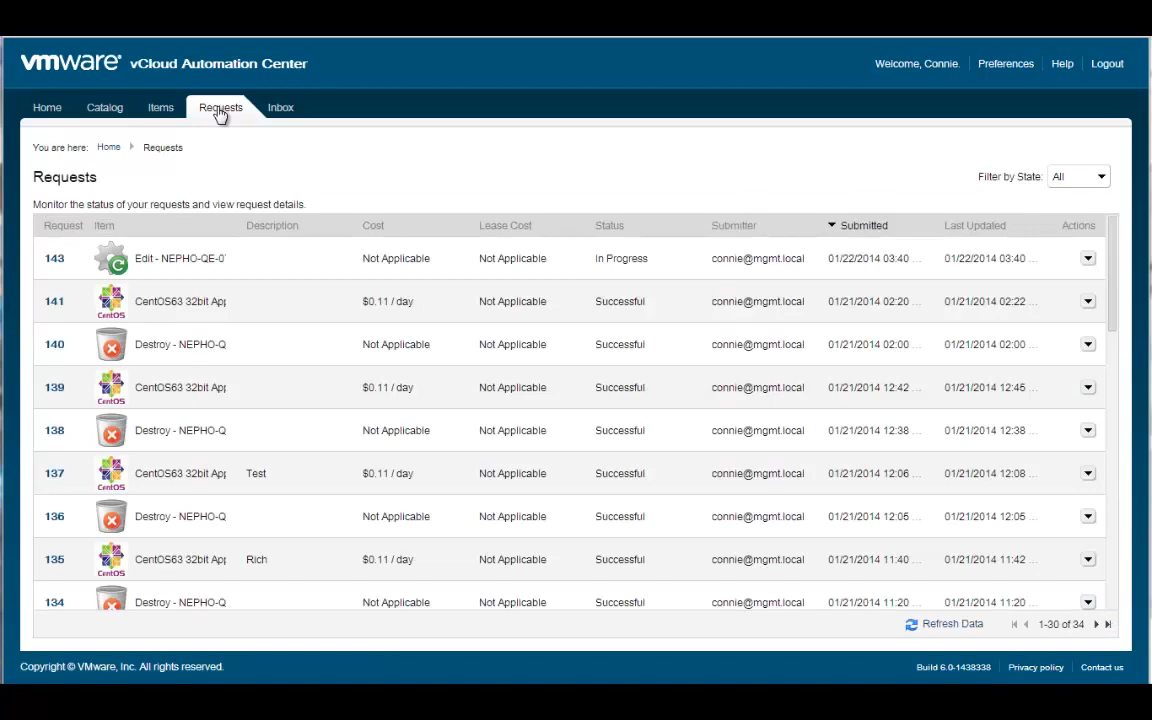 vmware® vCloud Automation Center
Welcome, Connie. Preferences Help Logout
Home Catalog Items Requests Inbox
You are here: Home Requests
Requests
Filter by State: All
Monitor the status of your requests and view request details.
Request Item Description Cost Lease Cost Status Submitter Submitted Last Updated Actions
143 Edit - NEPHO-QE-0 Not Applicable Not Applicable In Progress connie@mgmt.local 01/22/2014 03:40 ... 01/22/2014 03:40 ...
141 CentOS CentOS63 32bit App $0.11 / day Not Applicable Successful connie@mgmt.local 01/21/2014 02:20 ... 01/21/2014 02:22 ...
140 Destroy - NEPHO-Q Not Applicable Not Applicable Successful connie@mgmt.local 01/21/2014 02:00 ... 01/21/2014 02:00 ...
139 CentOS CentOS63 32bit App $0.11 / day Not Applicable Successful connie@mgmt.local 01/21/2014 12:42 ... 01/21/2014 12:45 ...
138 Destroy - NEPHO-Q Not Applicable Not Applicable Successful connie@mgmt.local 01/21/2014 12:38 ... 01/21/2014 12:38 ...
137 CentOS CentOS63 32bit App Test $0.11 / day Not Applicable Successful connie@mgmt.local 01/21/2014 12:06 ... 01/21/2014 12:08 ...
136 Destroy - NEPHO-Q Not Applicable Not Applicable Successful connie@mgmt.local 01/21/2014 12:05 ... 01/21/2014 12:05 ...
135 CentOS CentOS63 32bit App Rich $0.11 / day Not Applicable Successful connie@mgmt.local 01/21/2014 11:40 ... 01/21/2014 11:42 ...
134 Destroy - NEPHO-Q Not Applicable Not Applicable Successful connie@mgmt.local 01/21/2014 11:20 ... 01/21/2014 11:20 ...
Refresh Data 1-30 of 34
Copyright © VMware, Inc. All rights reserved. Build 6.0-1438338 Privacy policy Contact us